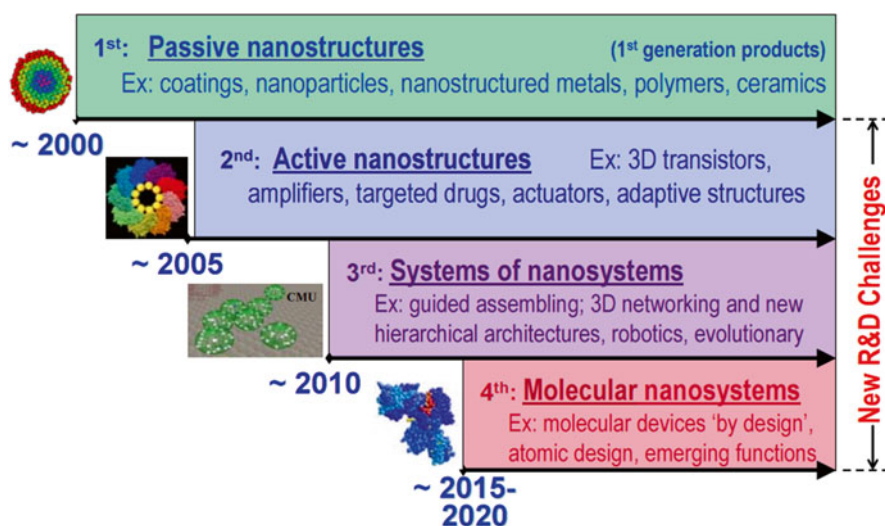 1st: Passive nanostructures (1st generation products)
Ex: coatings, nanoparticles, nanostructured metals, polymers, ceramics
~ 2000
2nd: Active nanostructures Ex: 3D transistors,
amplifiers, targeted drugs, actuators, adaptive structures
~ 2005
CMU
3rd: Systems of nanosystems
Ex: guided assembling; 3D networking and new
hierarchical architectures, robotics, evolutionary
~ 2010
4th: Molecular nanosystems
Ex: molecular devices ‘by design’,
atomic design, emerging functions
~ 2015-
2020
New R&D Challenges